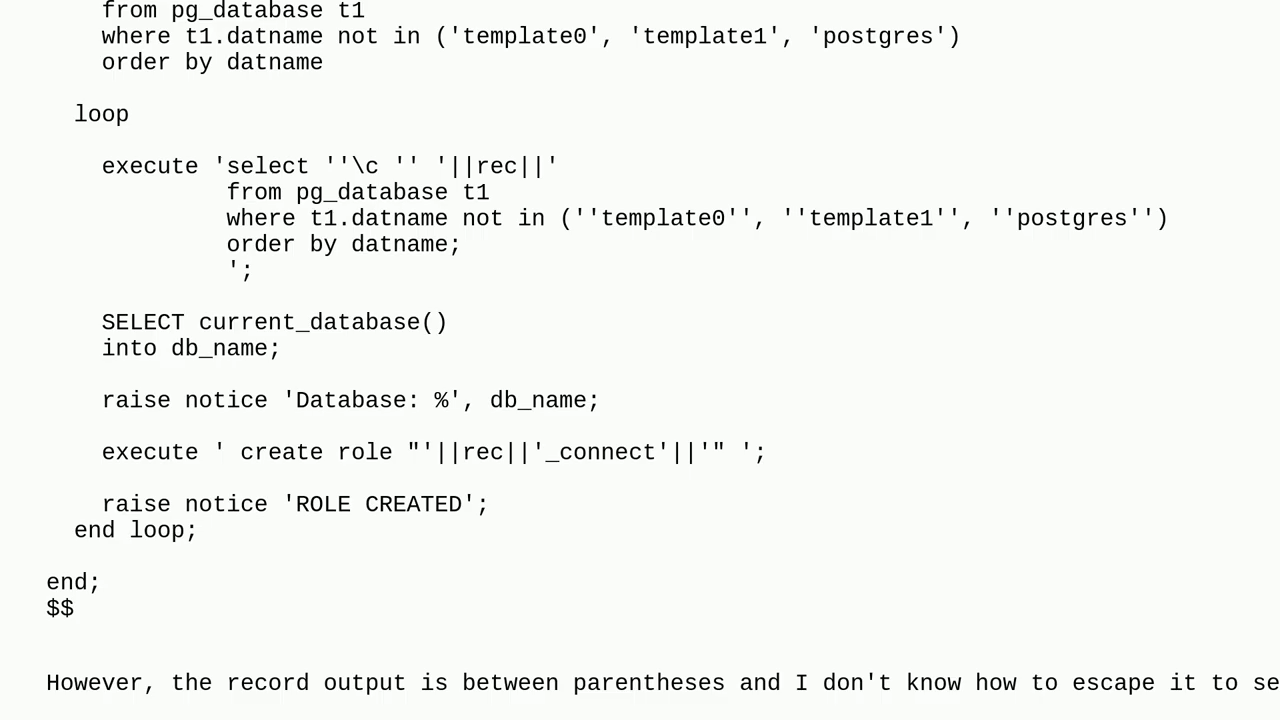 from pg_database t1
where t1.datname not in ('template0', 'template1', 'postgres')
order by datname
loop
execute 'select ''\c '' '||rec||'
from pg_database t1
where t1.datname not in (''template0'', ''template1'', ''postgres'')
order by datname;
';
SELECT current_database()
into db_name;
raise notice 'Database: %', db_name;
execute ' create role "'||rec||'_connect'||'" ';
raise notice 'ROLE CREATED';
end loop;
end;
$$
However, the record output is between parentheses and I don't know how to escape it to se